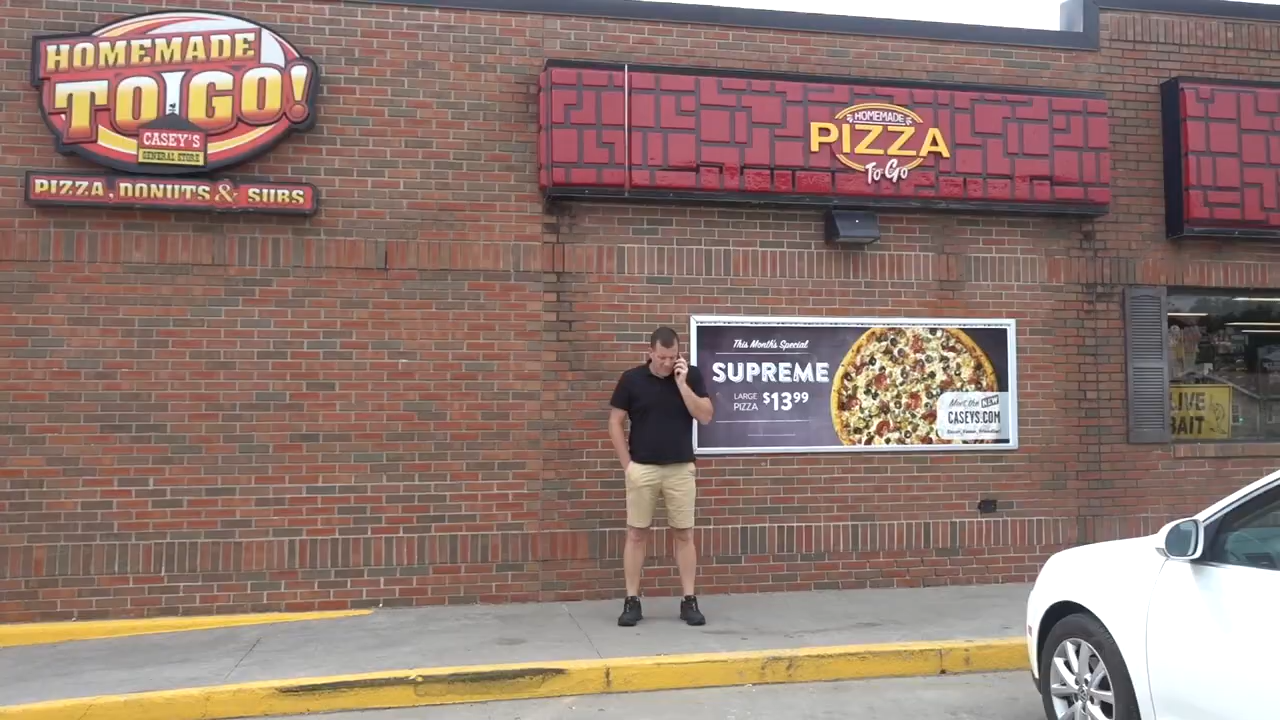 HOMEMADE
TO GO!
CASEY'S
GENERAL STORE
PIZZA, DONUTS & SUBS
HOMEMADE
PIZZA
To Go
This Month's Special
SUPREME
LARGE
PIZZA
$13.99
Meet the NEW
CASEYS.COM
LIVE
BAIT